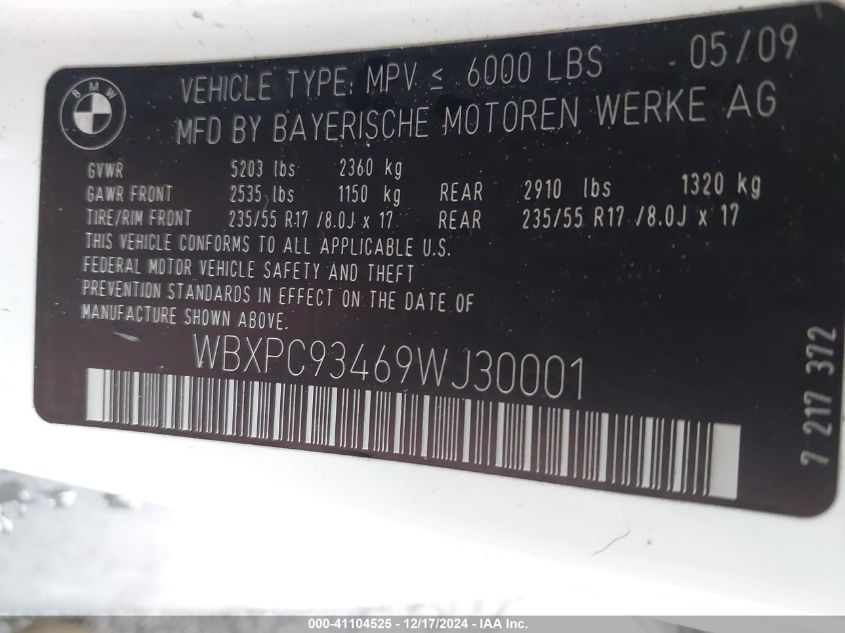 BMW
VEHICLE TYPE: MPV ≤ 6000 LBS 05/09
MFD BY BAYERISCHE MOTOREN WERKE AG
GVWR 5203 lbs 2360 kg
GAWR FRONT 2535 lbs 1150 kg REAR 2910 lbs 1320 kg
TIRE/RIM FRONT 235/55 R17 /8.0J x 17 REAR 235/55 R17 /8.0J x 17
THIS VEHICLE CONFORMS TO ALL APPLICABLE U.S.
FEDERAL MOTOR VEHICLE SAFETY AND THEFT
PREVENTION STANDARDS IN EFFECT ON THE DATE OF
MANUFACTURE SHOWN ABOVE.
WBXPC93469WJ30001
7 217 372
000-41104525 - 12/17/2024 - IAA Inc.